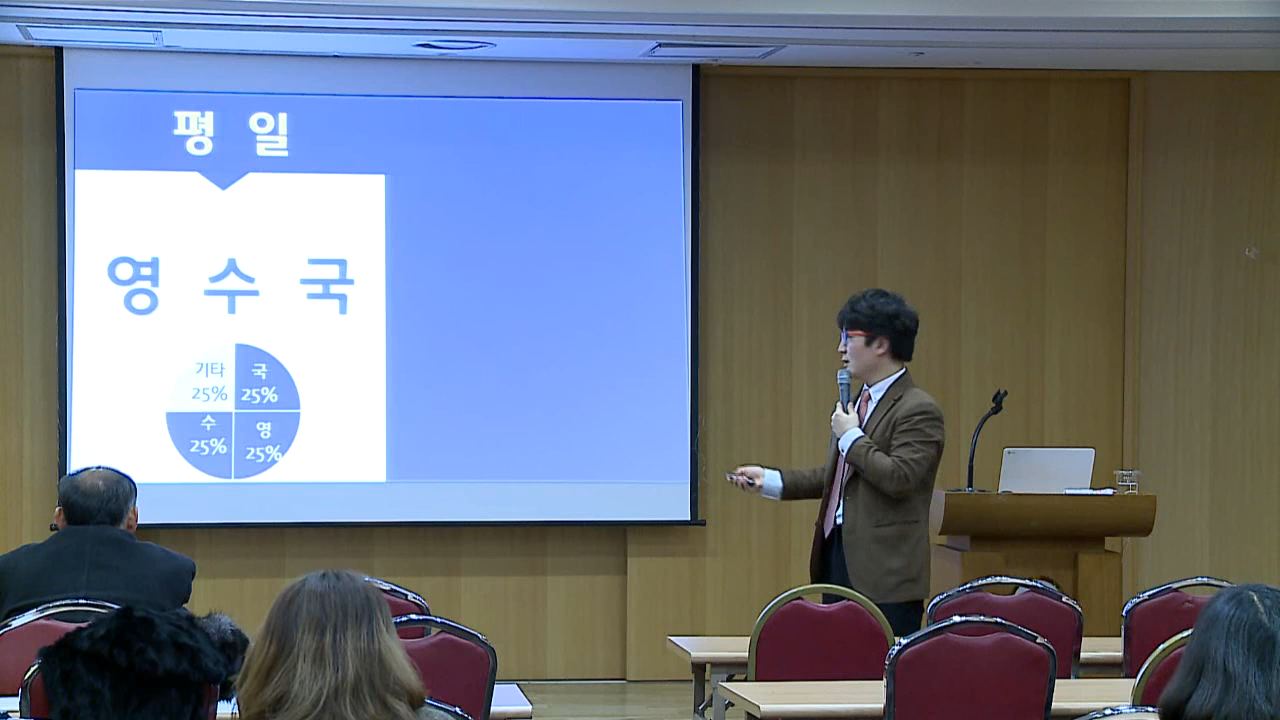 평 일
영 수 국
기타 국
25% 25%
수 영
25% 25%